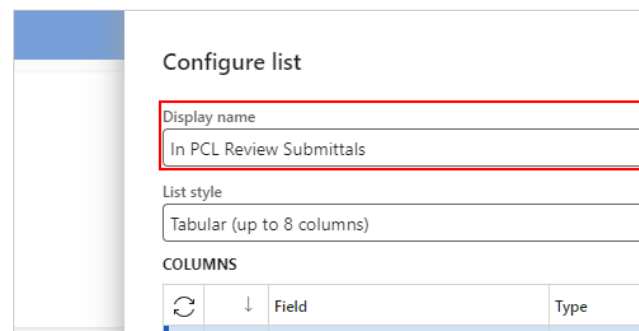 Configure list
Display name
In PCL Review Submittals
List style
Tabular (up to 8 columns)
COLUMNS
↓ Field Type